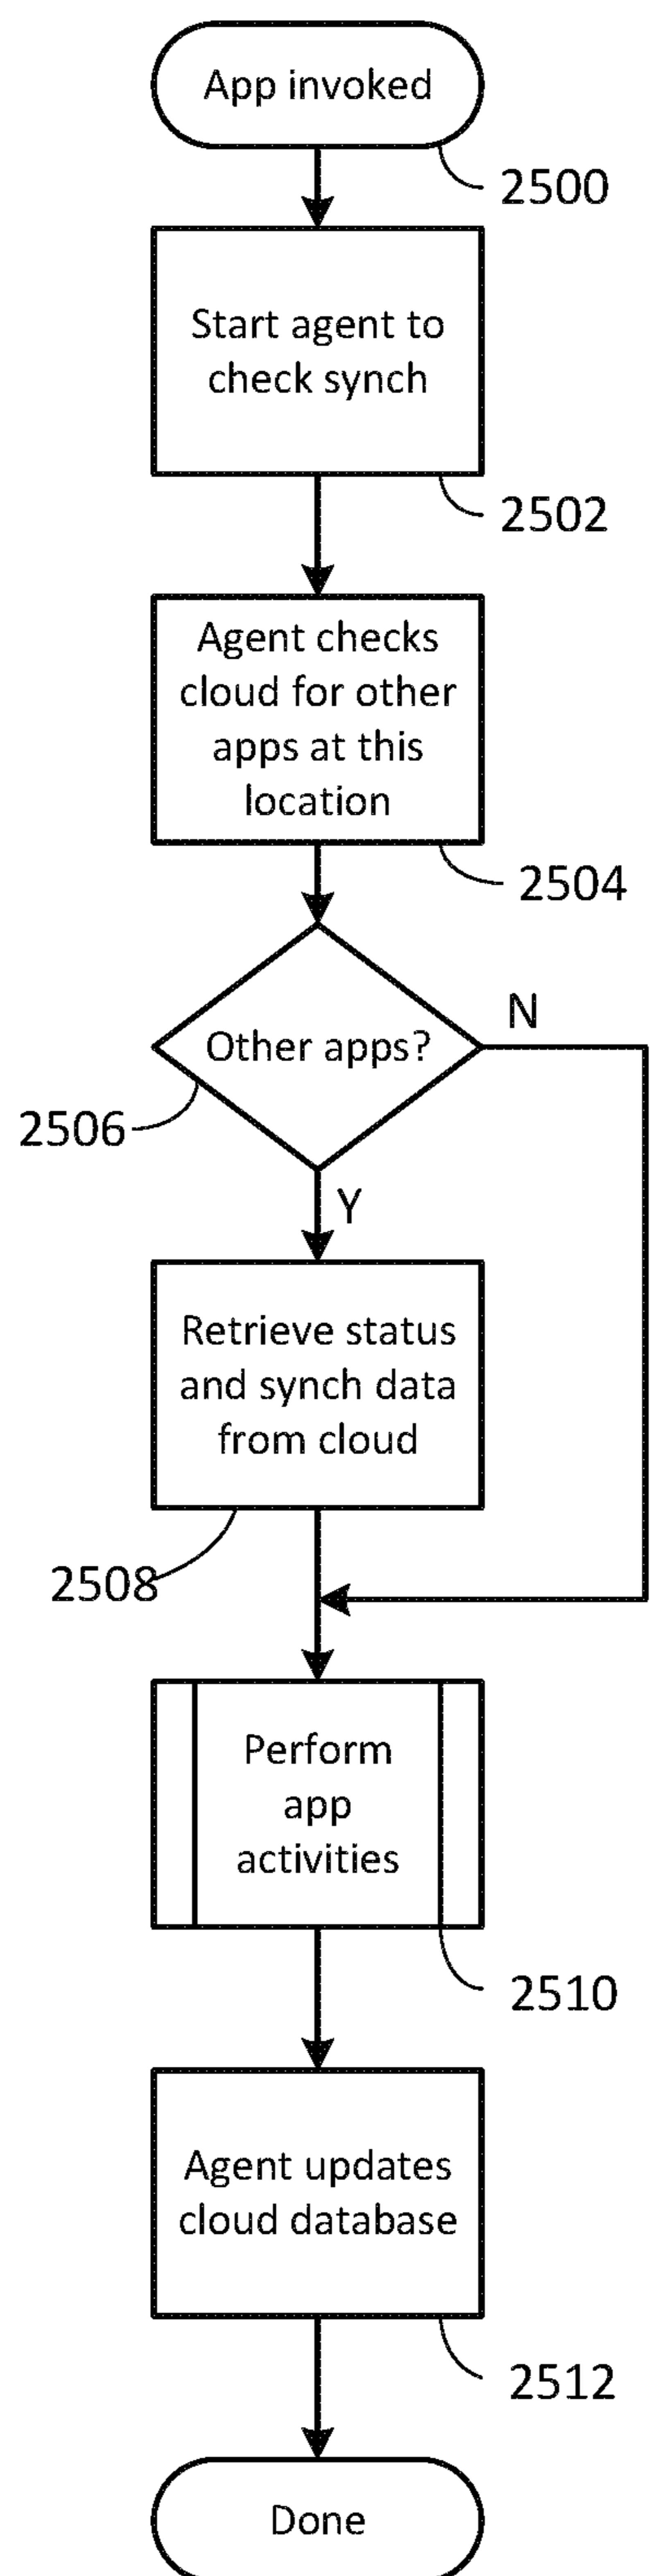 App invoked
2500
Start agent to
check synch
2502
Agent checks
cloud for other
apps at this
location
2504
N
Other apps?
2506
Y
Retrieve status
and synch data
from cloud
2508
Perform
app
activities
2510
Agent updates
cloud database
2512
Done